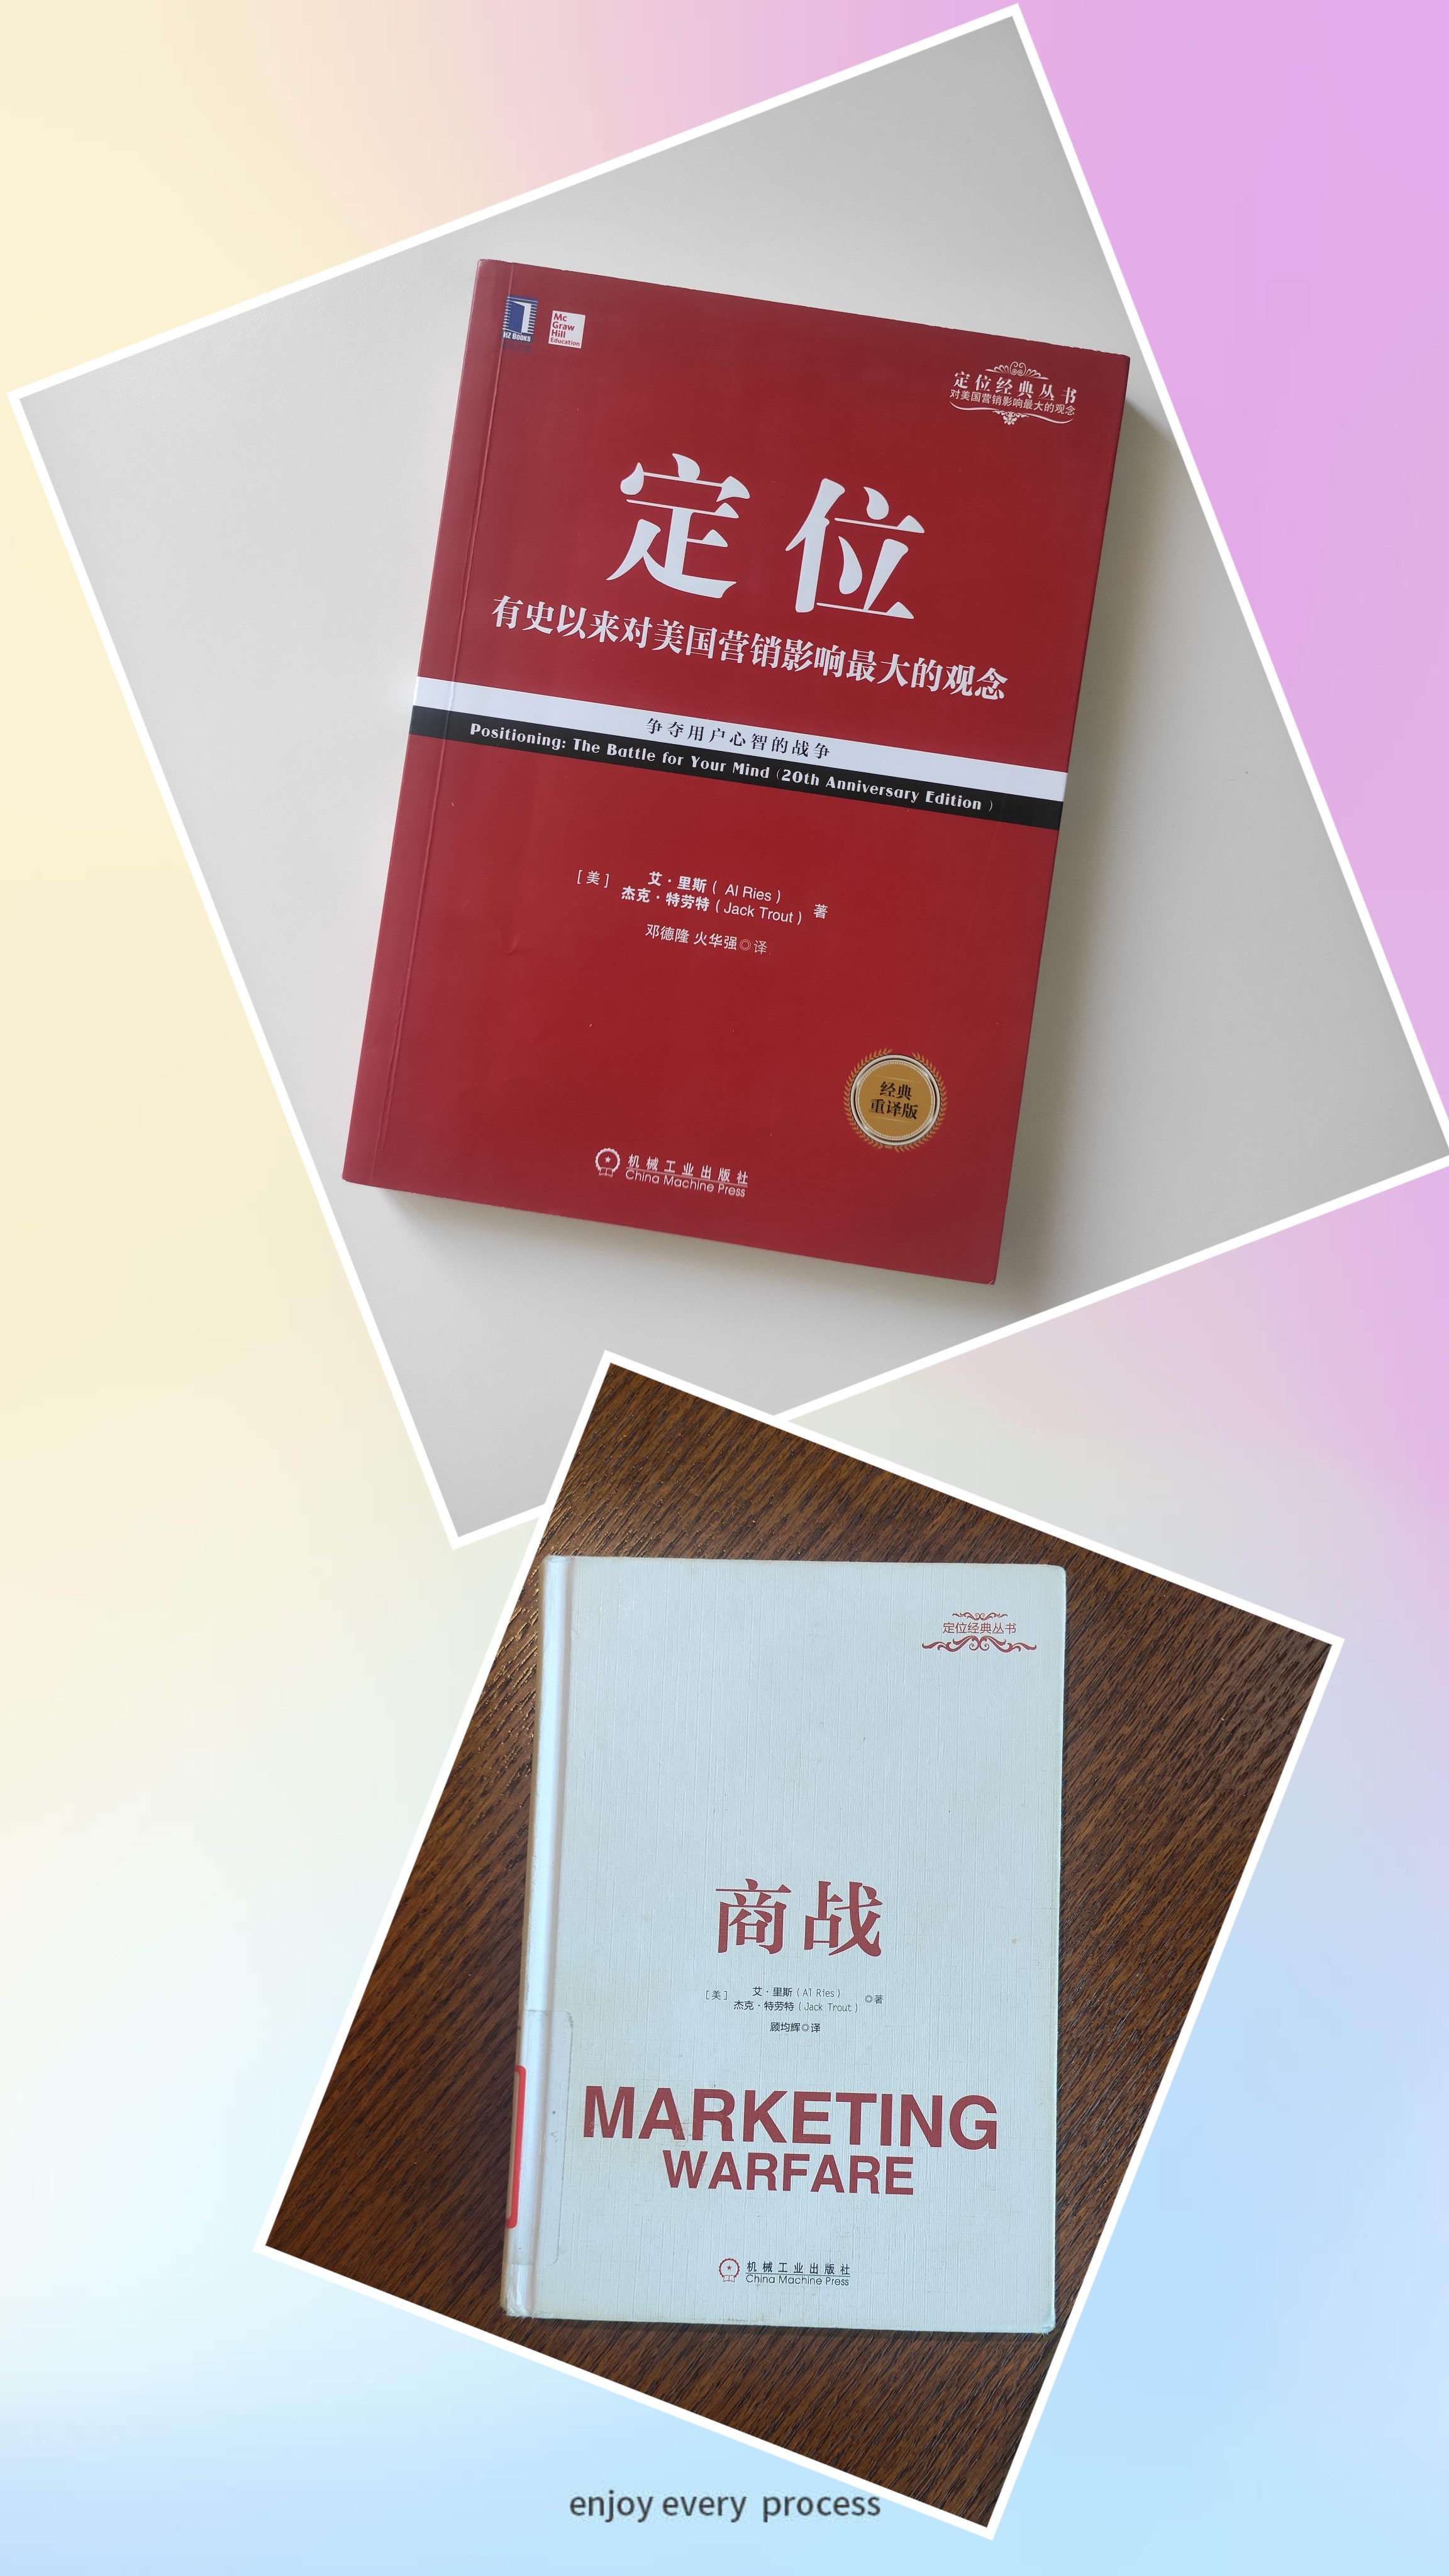 HZ Books
Mc
Graw
Hill
Education
定位经典丛书
对美国营销影响最大的观念
定位
有史以来对美国营销影响最大的观念
争夺用户心智的战争
Positioning: The Battle for Your Mind (20th Anniversary Edition)
[美] 艾·里斯 (Al Ries)
杰克·特劳特 (Jack Trout) 著
邓德隆 火华强◎译
经典
重译版
机械工业出版社
China Machine Press
定位经典丛书
商战
[美] 艾·里斯 (Al Ries)
杰克·特劳特 (Jack Trout) ◎著
顾均辉◎译
MARKETING
WARFARE
机械工业出版社
China Machine Press
enjoy every process